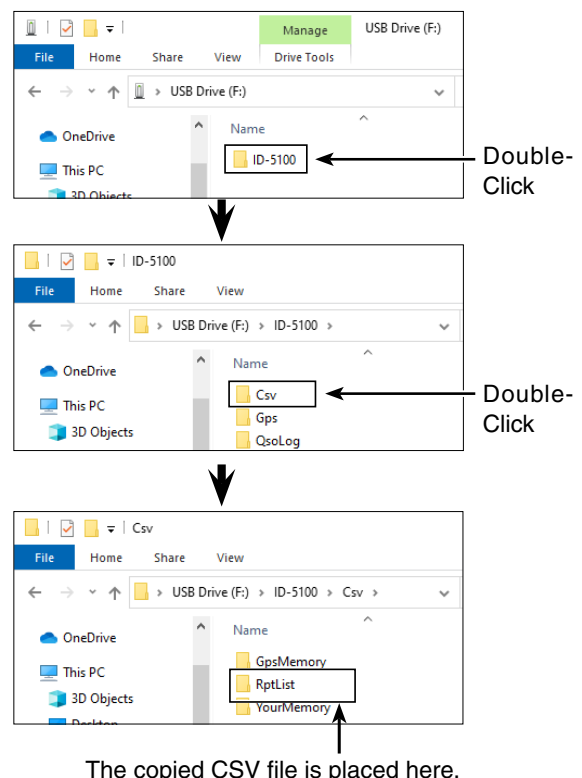 Manage
USB Drive (F:)
File
Home
Share
View
Drive Tools
USB Drive (F:)
OneDrive
This PC
3D Objects
Name
ID-5100
Double-
Click
ID-5100
File
Home
Share
View
USB Drive (F:) > ID-5100 >
OneDrive
This PC
3D Objects
Name
Csv
Gps
QsoLog
Double-
Click
Csv
File
Home
Share
View
USB Drive (F:) > ID-5100 > Csv >
OneDrive
This PC
3D Objects
Desktop
Name
GpsMemory
RptList
YourMemory
The copied CSV file is placed here.